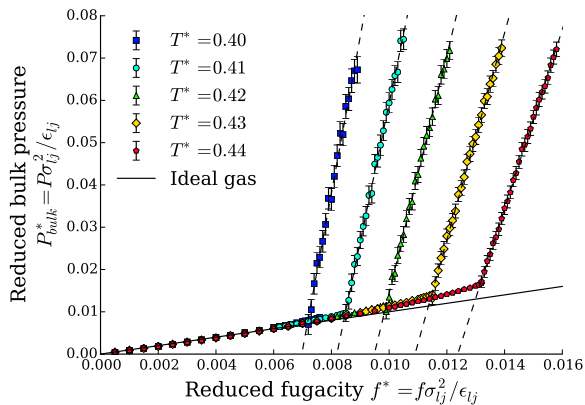 0.08
0.07
0.06
0.05
0.04
0.03
0.02
0.01
0.00
0.000 0.002 0.004 0.006 0.008 0.010 0.012 0.014 0.016
Reduced bulk pressure
P*bulk = Pσ²lj/ϵlj
T* = 0.40
T* = 0.41
T* = 0.42
T* = 0.43
T* = 0.44
Ideal gas
Reduced fugacity f* = fσ²lj/ϵlj